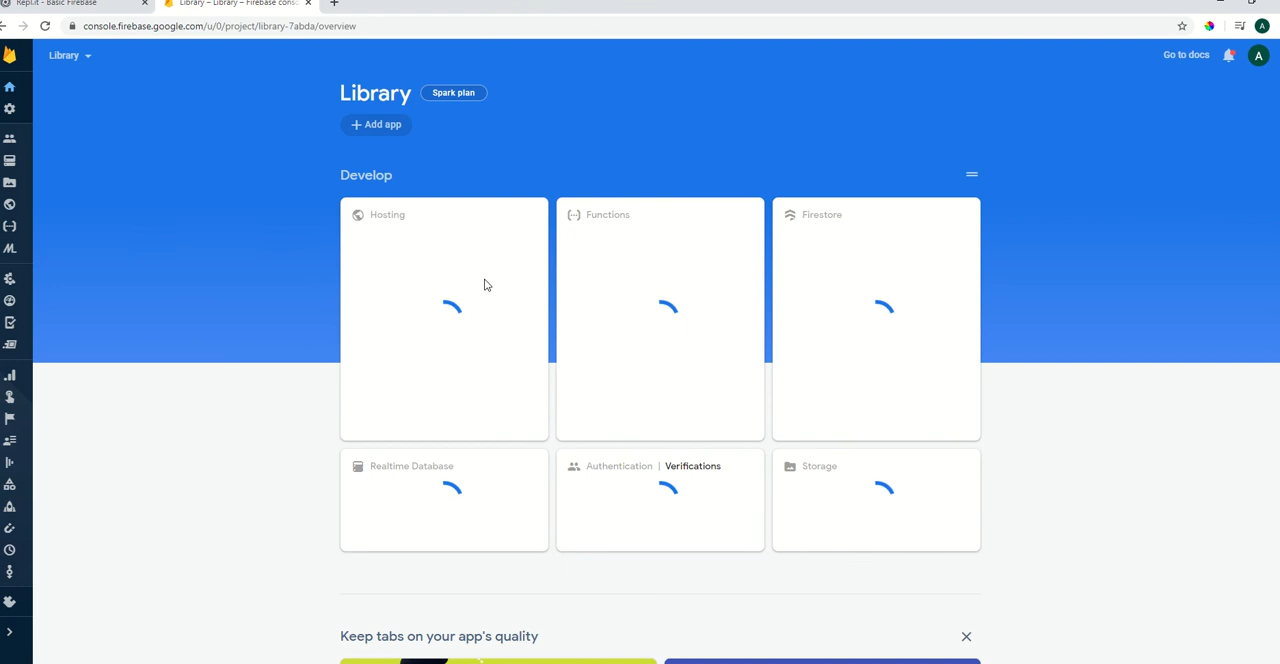 Repl.it - Basic Firebase
Library – Library – Firebase conso
console.firebase.google.com/u/0/project/library-7abda/overview
A
Library
Go to docs
A
Library
Spark plan
+ Add app
Develop
Hosting
Functions
Firestore
Realtime Database
Authentication | Verifications
Storage
Keep tabs on your app's quality